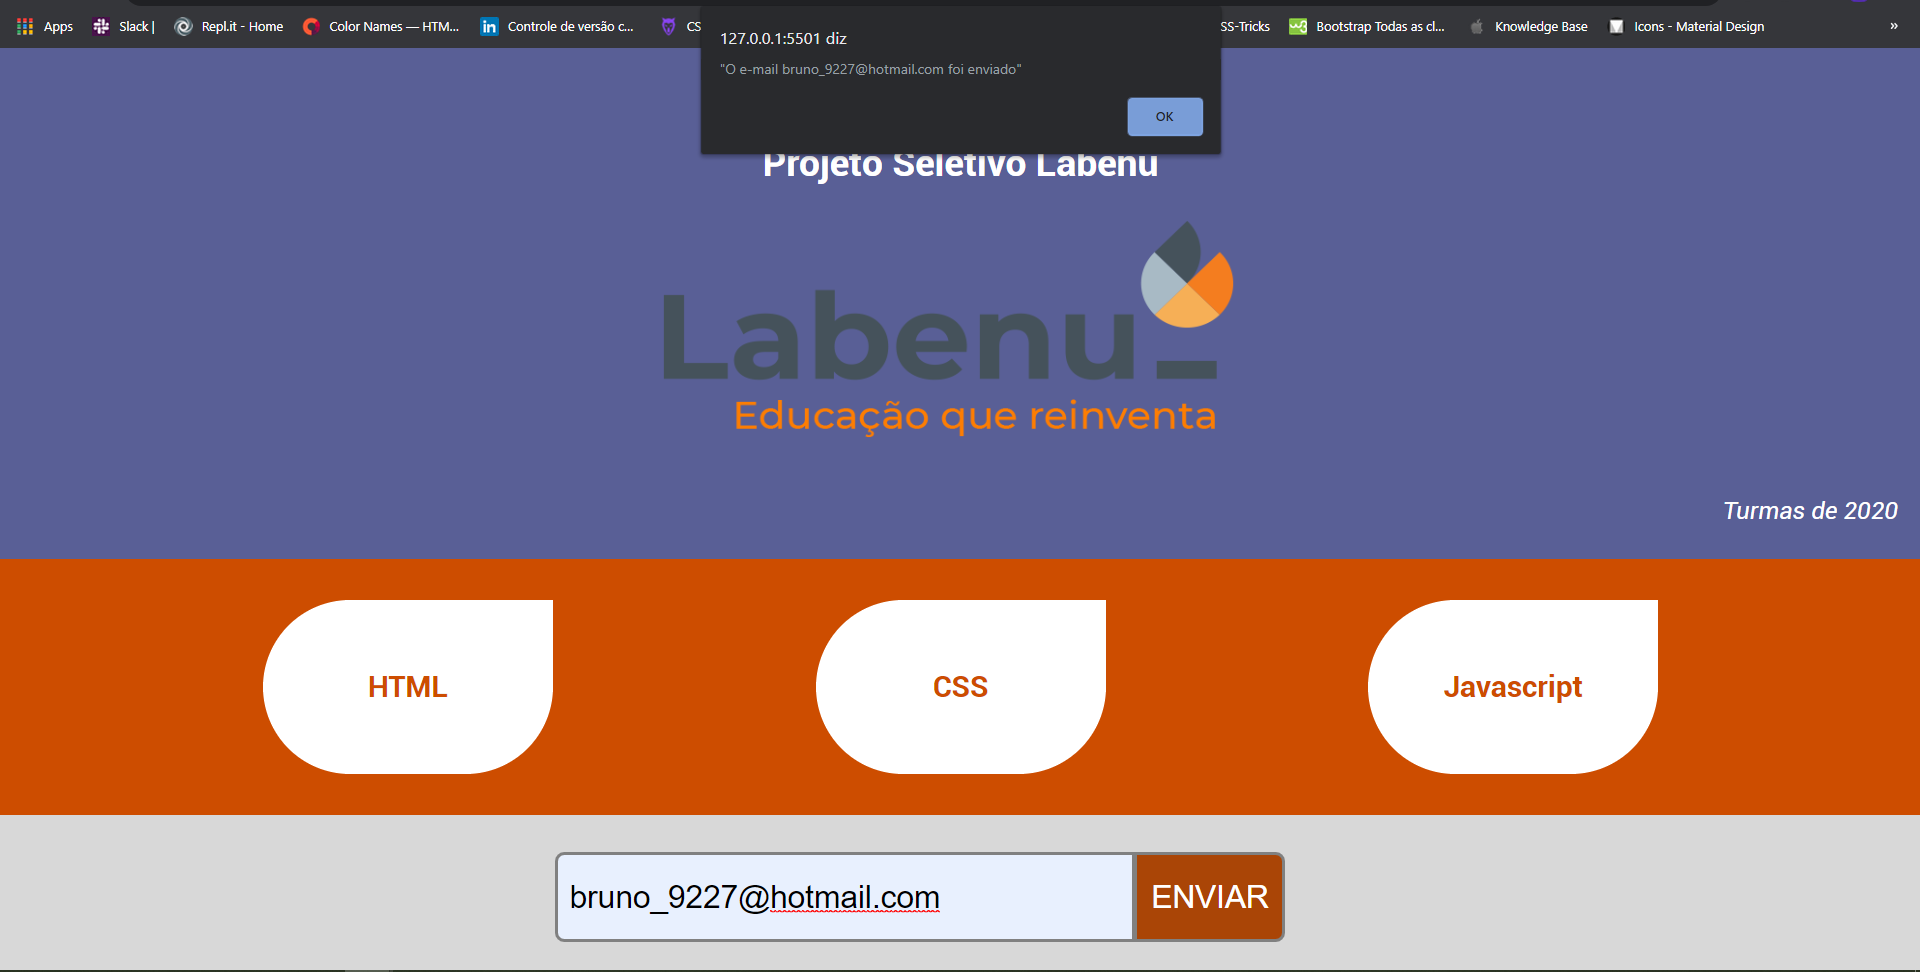 Apps Slack | Repl.it - Home Color Names — HTM... Controle de versão c... CS SS-Tricks Bootstrap Todas as cl... Knowledge Base Icons - Material Design »
127.0.0.1:5501 diz
"O e-mail bruno_9227@hotmail.com foi enviado"
OK
Projeto Seletivo Labenu
Labenu_
Educação que reinventa
Turmas de 2020
HTML CSS Javascript
bruno_9227@hotmail.com ENVIAR